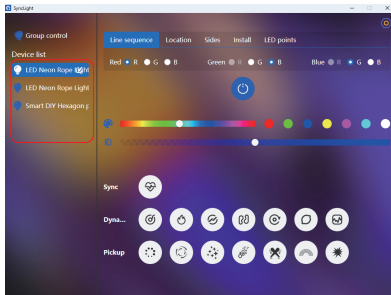 SyncLight
Group control
Device list
LED Neon Rope Light
LED Neon Rope Light
Smart DIY Hexagon p
Line sequence Location Sides Install LED points
Red R G B Green R G B Blue R G B
Sync
Dyna...
Pickup